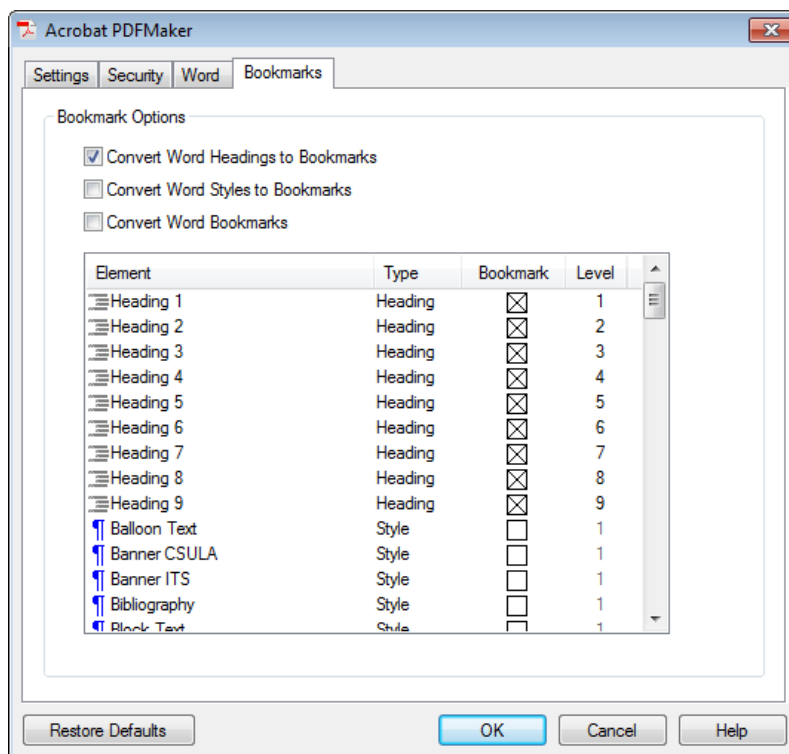 Acrobat PDFMaker
Settings Security Word Bookmarks
Bookmark Options
Convert Word Headings to Bookmarks
Convert Word Styles to Bookmarks
Convert Word Bookmarks
Element Type Bookmark Level
Heading 1 Heading 1
Heading 2 Heading 2
Heading 3 Heading 3
Heading 4 Heading 4
Heading 5 Heading 5
Heading 6 Heading 6
Heading 7 Heading 7
Heading 8 Heading 8
Heading 9 Heading 9
¶ Balloon Text Style 1
¶ Banner CSULA Style 1
¶ Banner ITS Style 1
¶ Bibliography Style 1
¶ Block Text Style 1
Restore Defaults OK Cancel Help